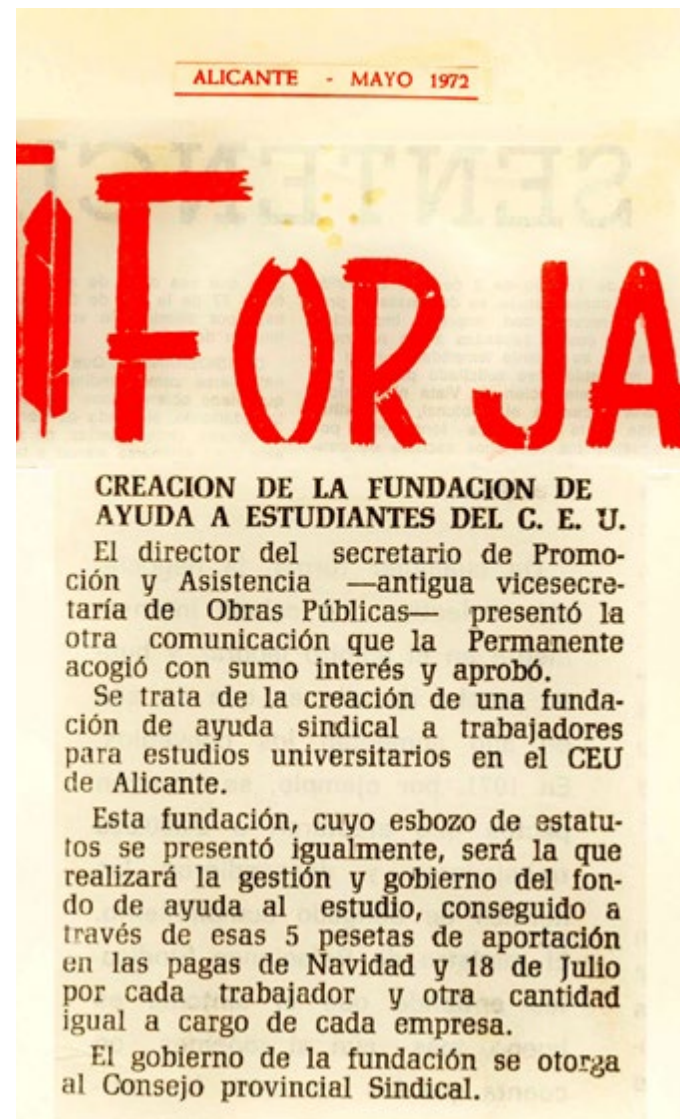 ALICANTE - MAYO 1972
FORJA
CREACION DE LA FUNDACION DE
AYUDA A ESTUDIANTES DEL C. E. U.
El director del secretario de Promo-
ción y Asistencia —antigua vicesecre-
taría de Obras Públicas— presentó la
otra comunicación que la Permanente
acogió con sumo interés y aprobó.
Se trata de la creación de una funda-
ción de ayuda sindical a trabajadores
para estudios universitarios en el CEU
de Alicante.
Esta fundación, cuyo esbozo de estatu-
tos se presentó igualmente, será la que
realizará la gestión y gobierno del fon-
do de ayuda al estudio, conseguido a
través de esas 5 pesetas de aportación
en las pagas de Navidad y 18 de Julio
por cada trabajador y otra cantidad
igual a cargo de cada empresa.
El gobierno de la fundación se otorga
al Consejo provincial Sindical.